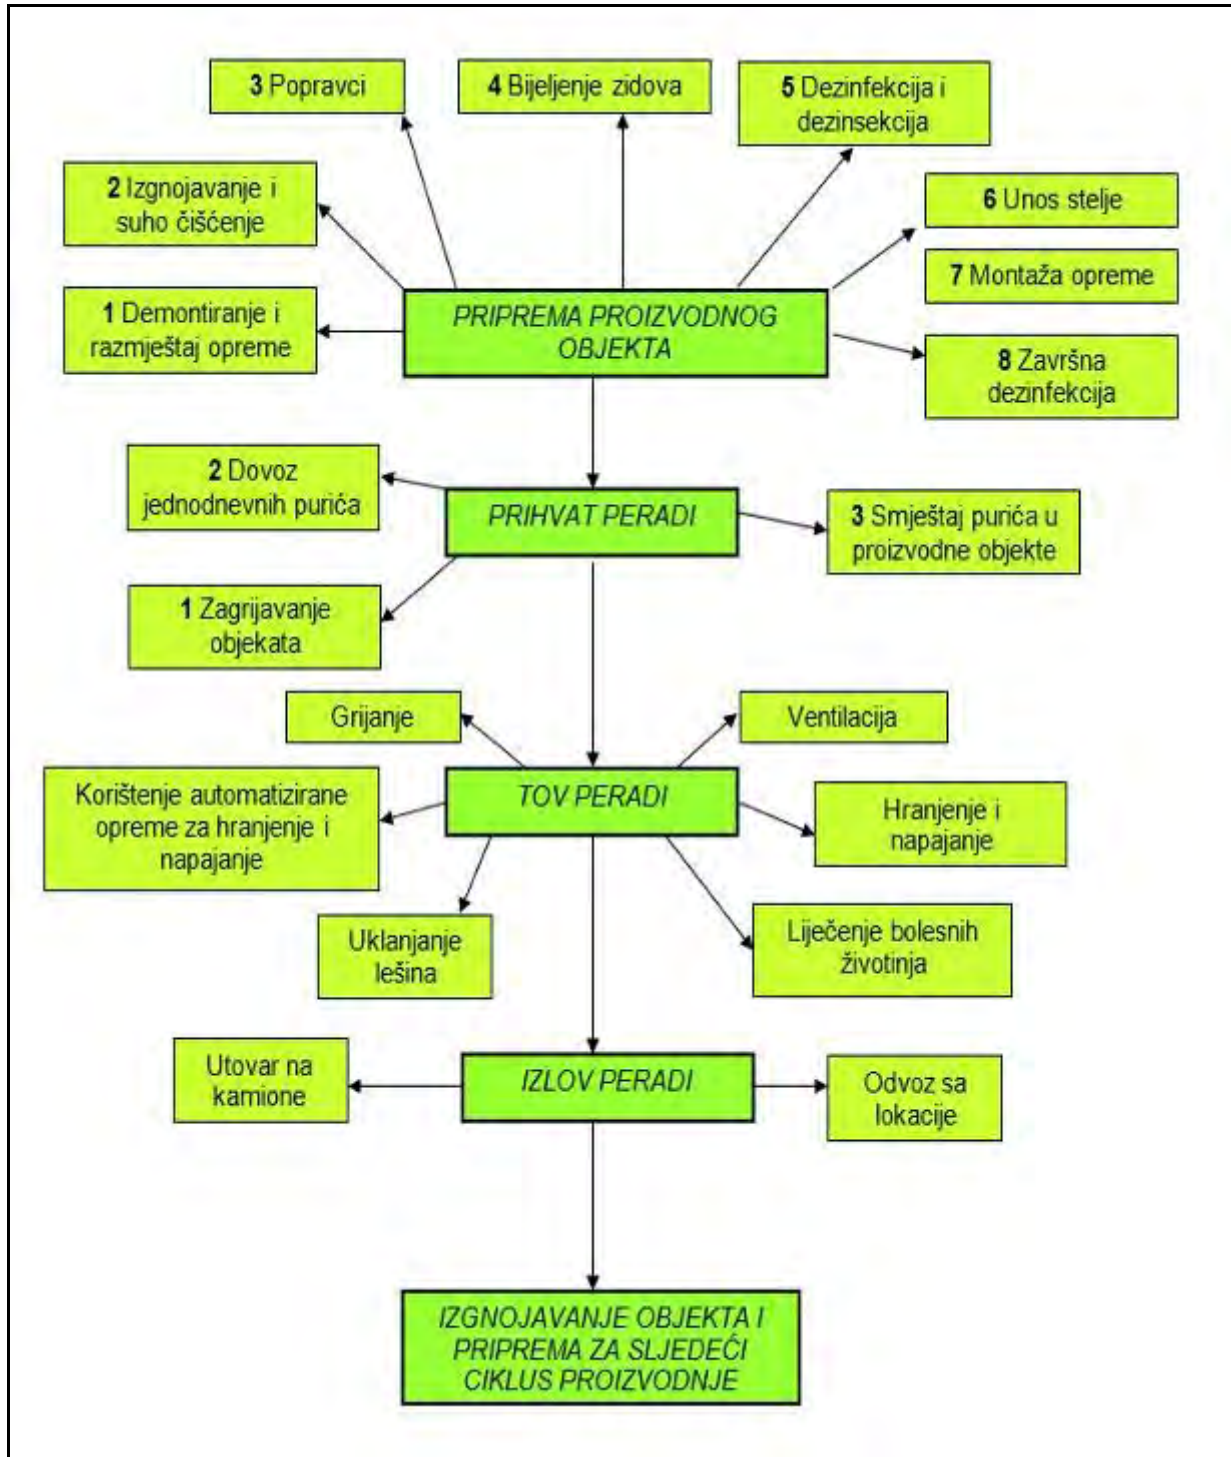 3 Popravci
4 Bijeljenje zidova
5 Dezinfekcija i
dezinsekcija
2 Izgnojavanje i
suho čišćenje
6 Unos stelje
7 Montaža opreme
1 Demontiranje i
razmještaj opreme
PRIPREMA PROIZVODNOG
OBJEKTA
8 Završna
dezinfekcija
2 Dovoz
jednodnevnih purića
PRIHVAT PERADI
3 Smještaj purića u
proizvodne objekte
1 Zagrijavanje
objekata
Grijanje
Ventilacija
Korištenje automatizirane
opreme za hranjenje i
napajanje
TOV PERADI
Hranjenje i
napajanje
Uklanjanje
lešina
Liječenje bolesnih
životinja
Utovar na
kamione
IZLOV PERADI
Odvoz sa
lokacije
IZGNOJAVANJE OBJEKTA I
PRIPREMA ZA SLJEDEĆI
CIKLUS PROIZVODNJE